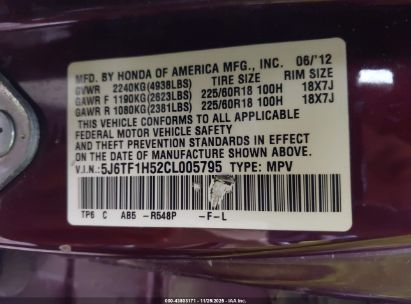 MFD. BY HONDA OF AMERICA MFG., INC. 06/'12
GVWR 2240KG(4938LBS) TIRE SIZE RIM SIZE
GAWR F 1190KG(2623LBS) 225/60R18 100H 18X7J
GAWR R 1080KG(2381LBS) 225/60R18 100H 18X7J
THIS VEHICLE CONFORMS TO ALL APPLICABLE
FEDERAL MOTOR VEHICLE SAFETY
AND THEFT PREVENTION STANDARDS IN
EFFECT ON THE DATE OF MANUFACTURE SHOWN ABOVE.
V.I.N.:5J6TF1H52CL005795 TYPE: MPV
TP6 C AB5 -R548P -F-L